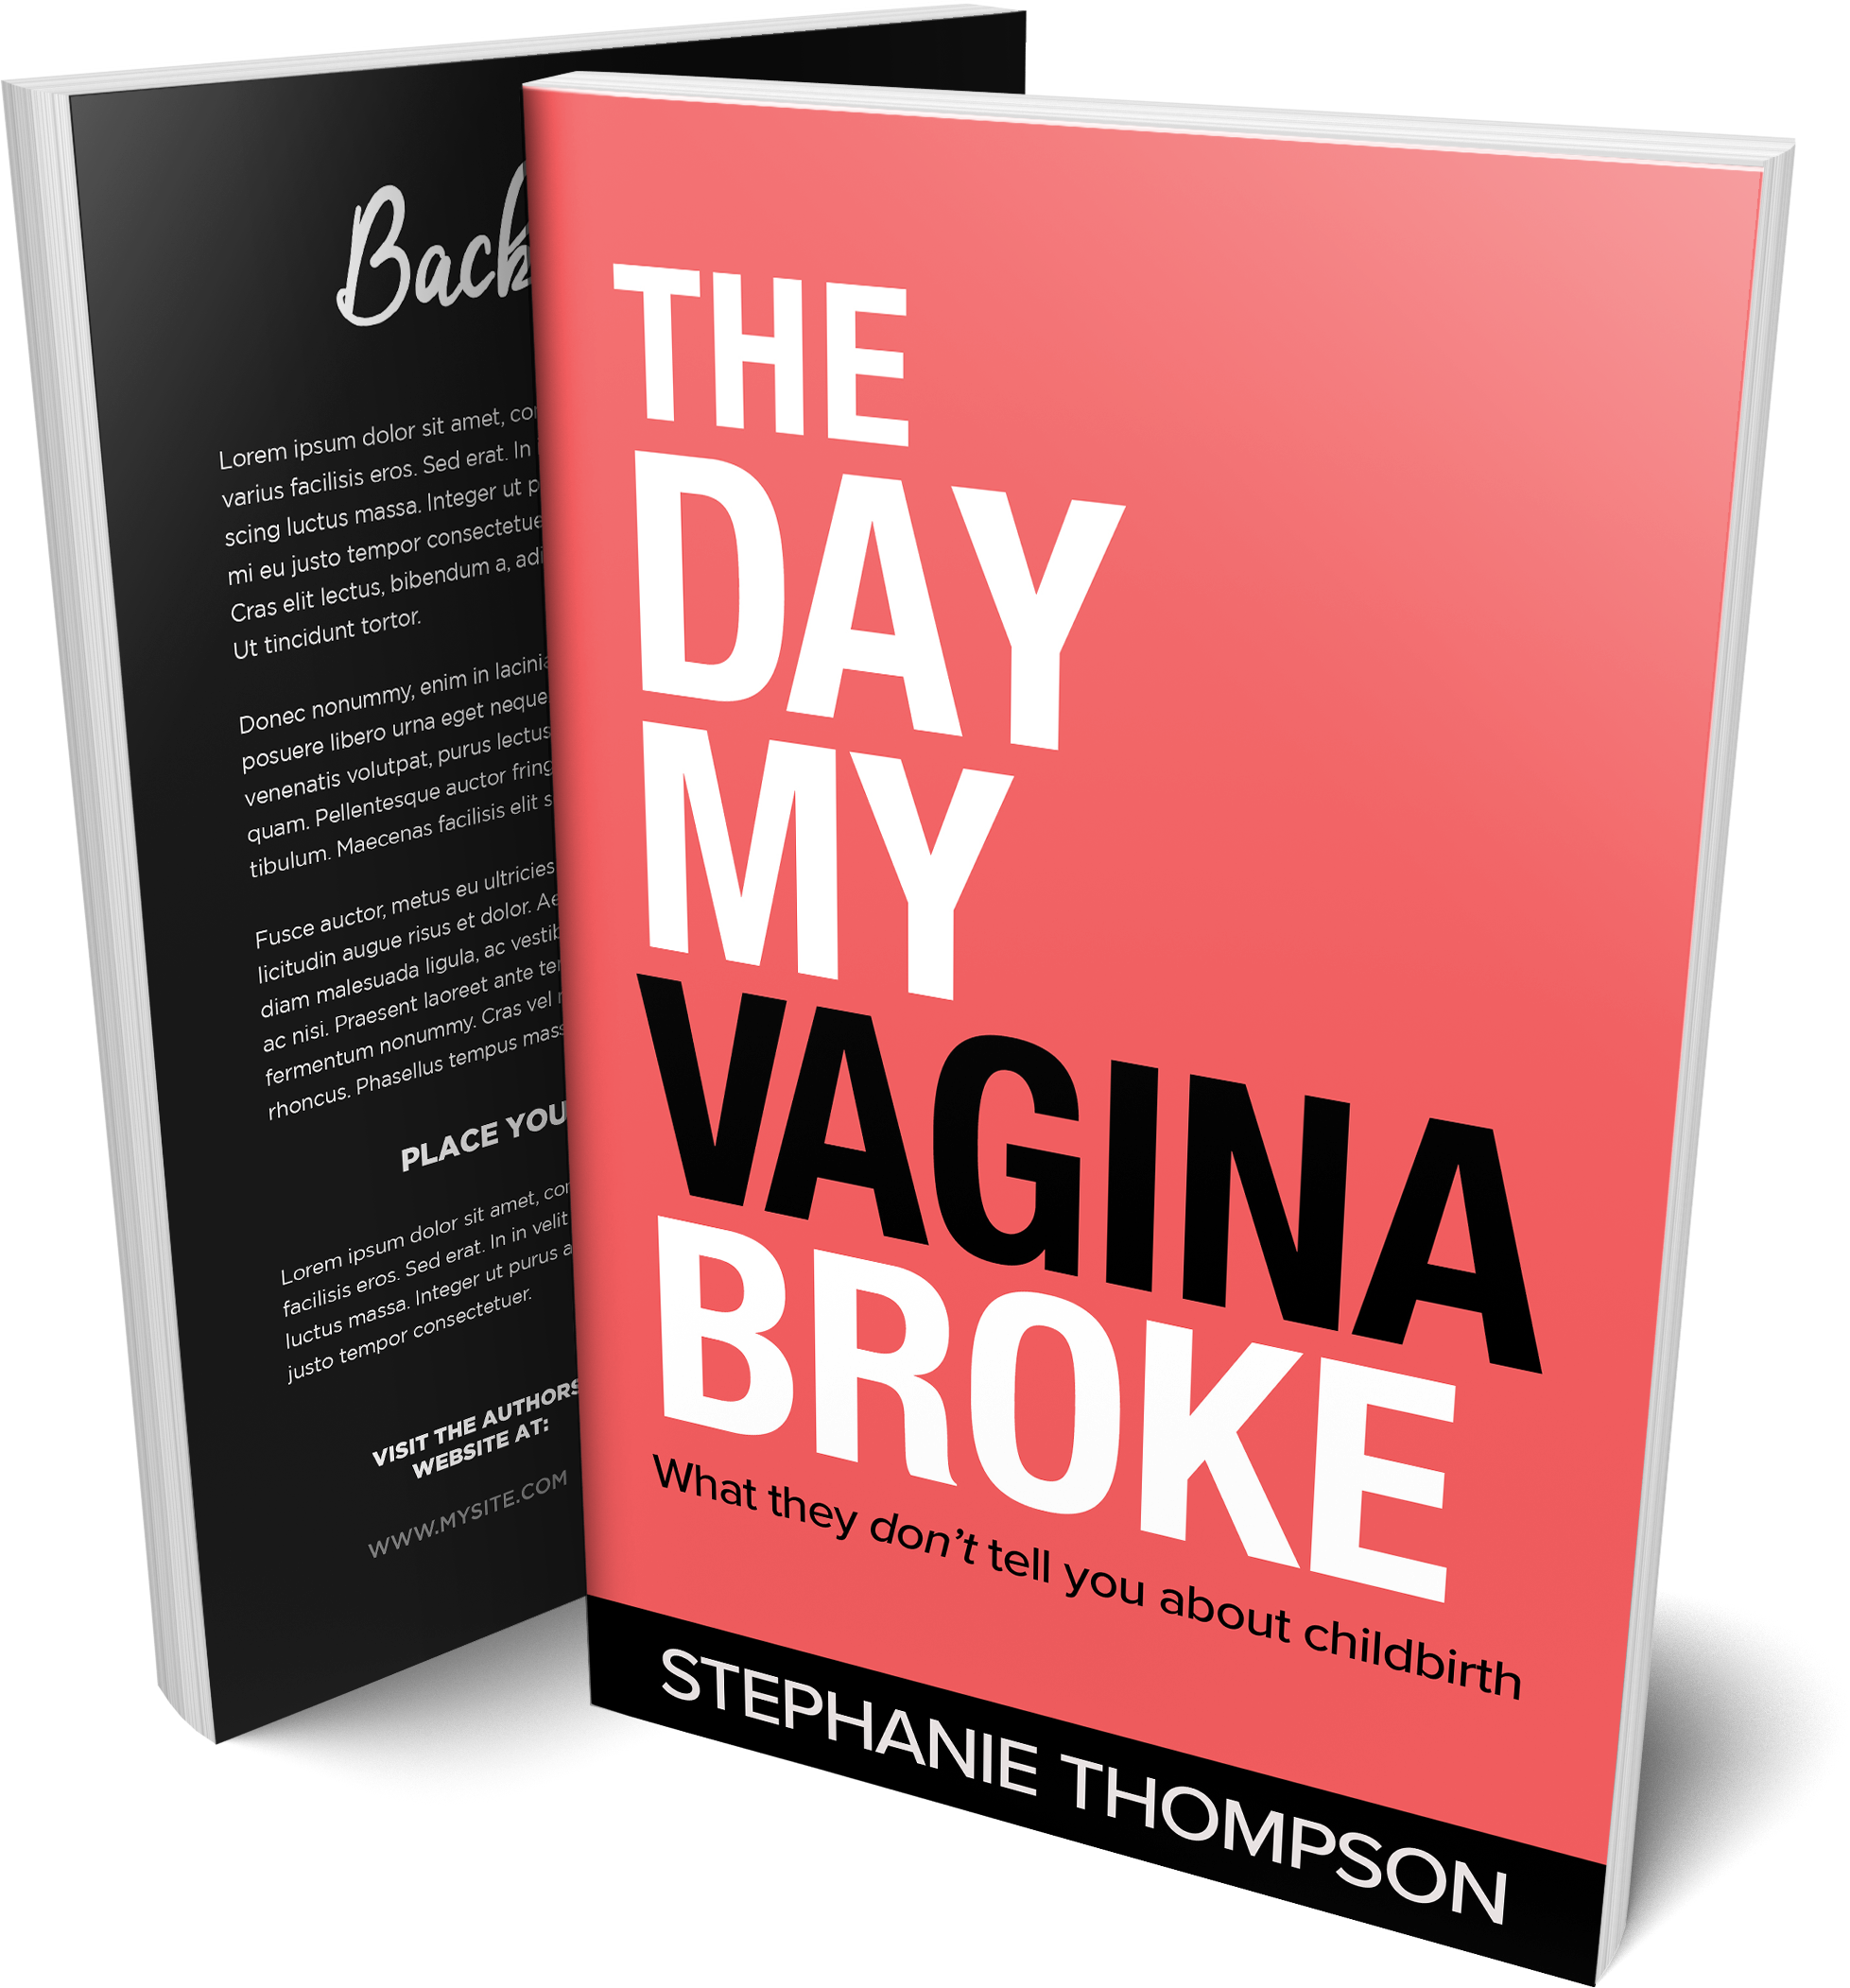 THE
DAY
MY
VAGINA
BROKE
What they don't tell you about childbirth
STEPHANIE THOMPSON
Back
Lorem ipsum dolor sit amet,
varius facilisis eros. Sed erat. In
scing luctus massa. Integer ut
mi eu justo tempor
Cras elit lectus, bibendum a,
Ut tincidunt tortor.
Donec nonummy, enim in
posuere libero urna eget neque
venenatis volutpat, purus lectus
quam. Pellentesque auctor
tibulum. Maecenas facilisis elit
Fusce auctor, metus eu ultricies
licitudin augue risus et dolor.
diam malesuada ligula, ac
ac nisi. Praesent laoreet ante
fermentum nonummy. Cras vel
rhoncus. Phasellus tempus
PLACE
Lorem ipsum dolor sit amet,
facilisis eros. Sed erat. In in velit
luctus massa. Integer ut purus
justo tempor consectetuer.
VISIT THE AUTHORS
WEBSITE AT:
WWW.MYSITE.COM